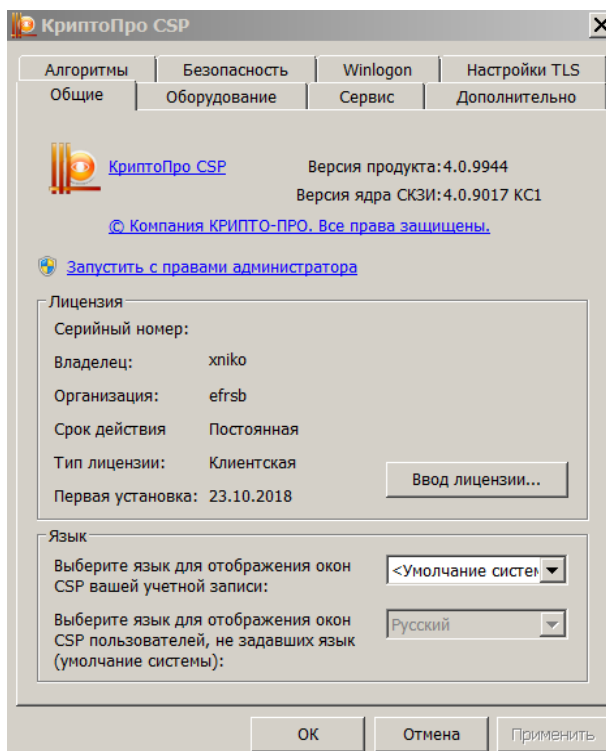 КриптоПро CSP
Алгоритмы Безопасность Winlogon Настройки TLS
Общие Оборудование Сервис Дополнительно
КриптоПро CSP Версия продукта: 4.0.9944
Версия ядра СКЗИ: 4.0.9017 КС1
© Компания КРИПТО-ПРО. Все права защищены.
Запустить с правами администратора
Лицензия
Серийный номер:
Владелец: xniko
Организация: efrsb
Срок действия Постоянная
Тип лицензии: Клиентская
Ввод лицензии...
Первая установка: 23.10.2018
Язык
Выберите язык для отображения окон
CSP вашей учетной записи:
<Умолчание систем
Выберите язык для отображения окон
CSP пользователей, не задавших язык
(умолчание системы):
Русский
ОК Отмена Применить